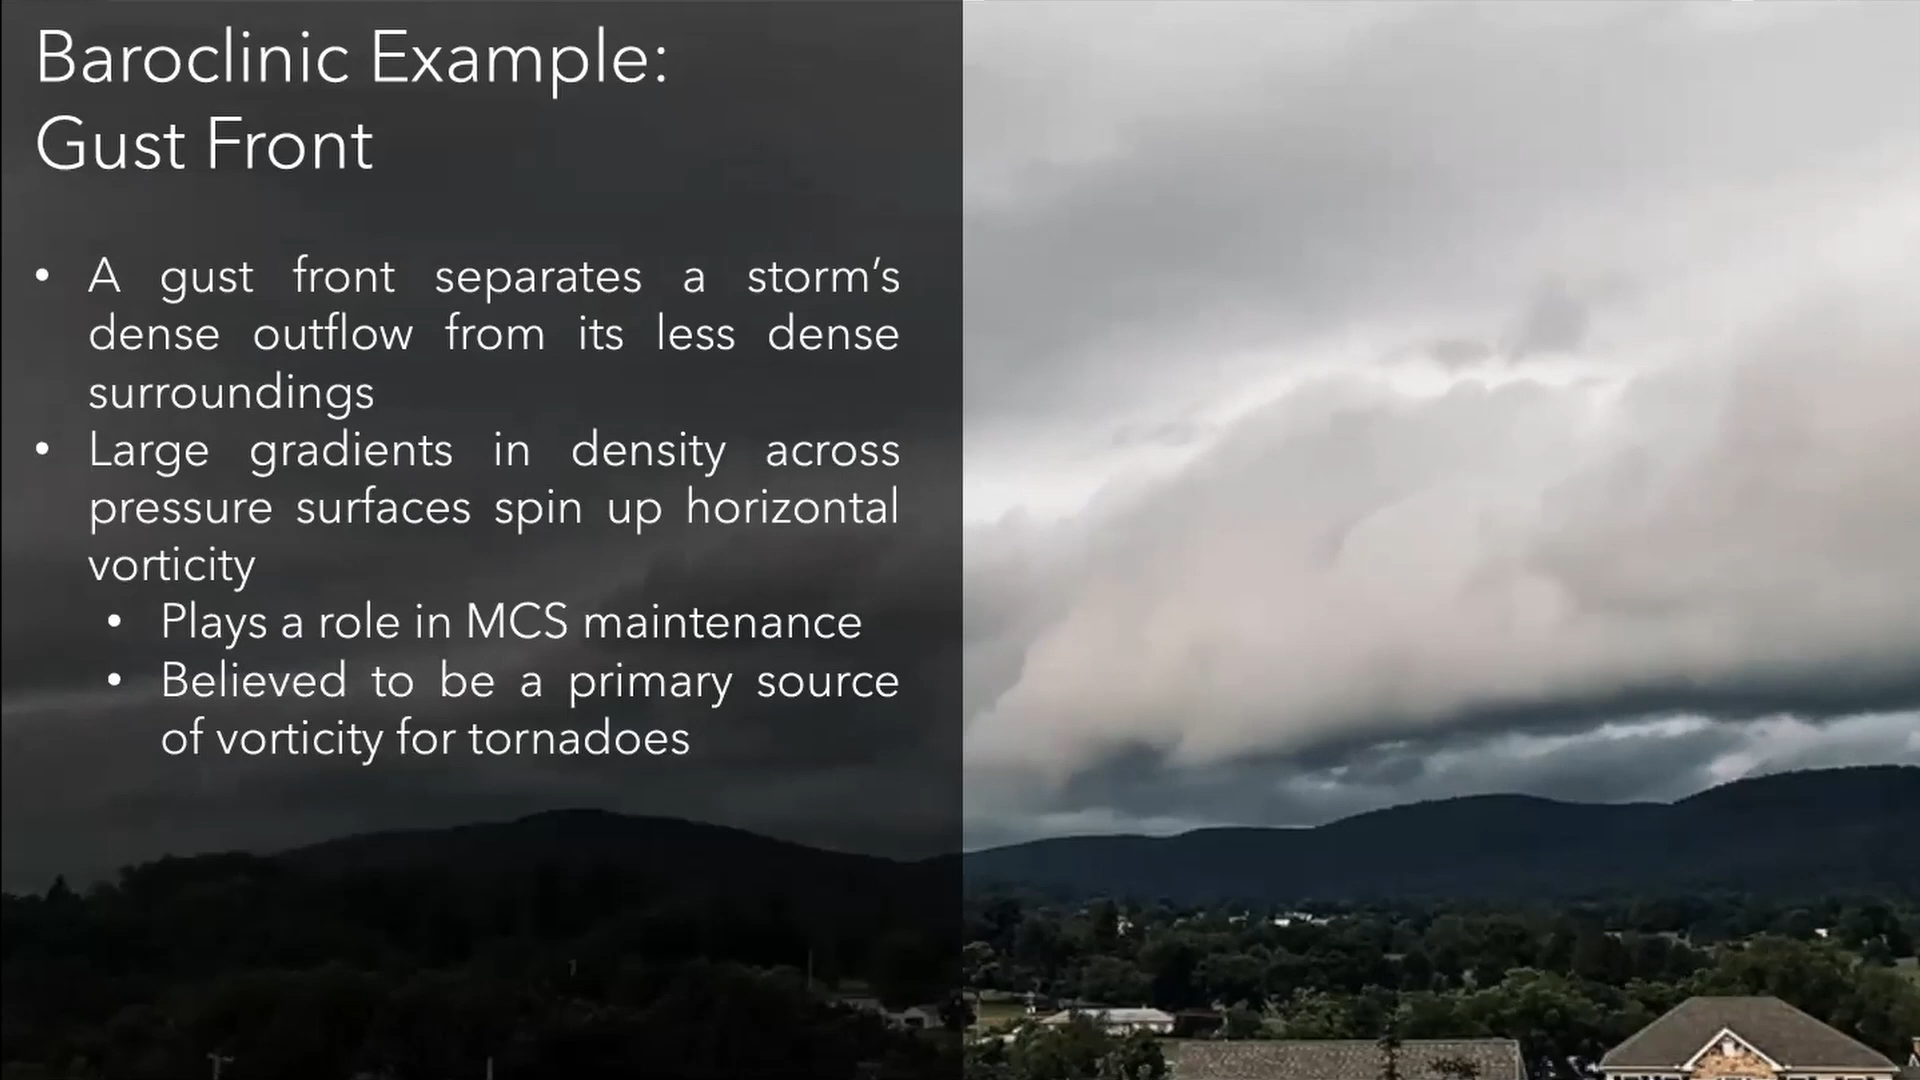 Baroclinic Example:
Gust Front
• A gust front separates a storm’s
dense outflow from its less dense
surroundings
• Large gradients in density across
pressure surfaces spin up horizontal
vorticity
• Plays a role in MCS maintenance
• Believed to be a primary source
of vorticity for tornadoes